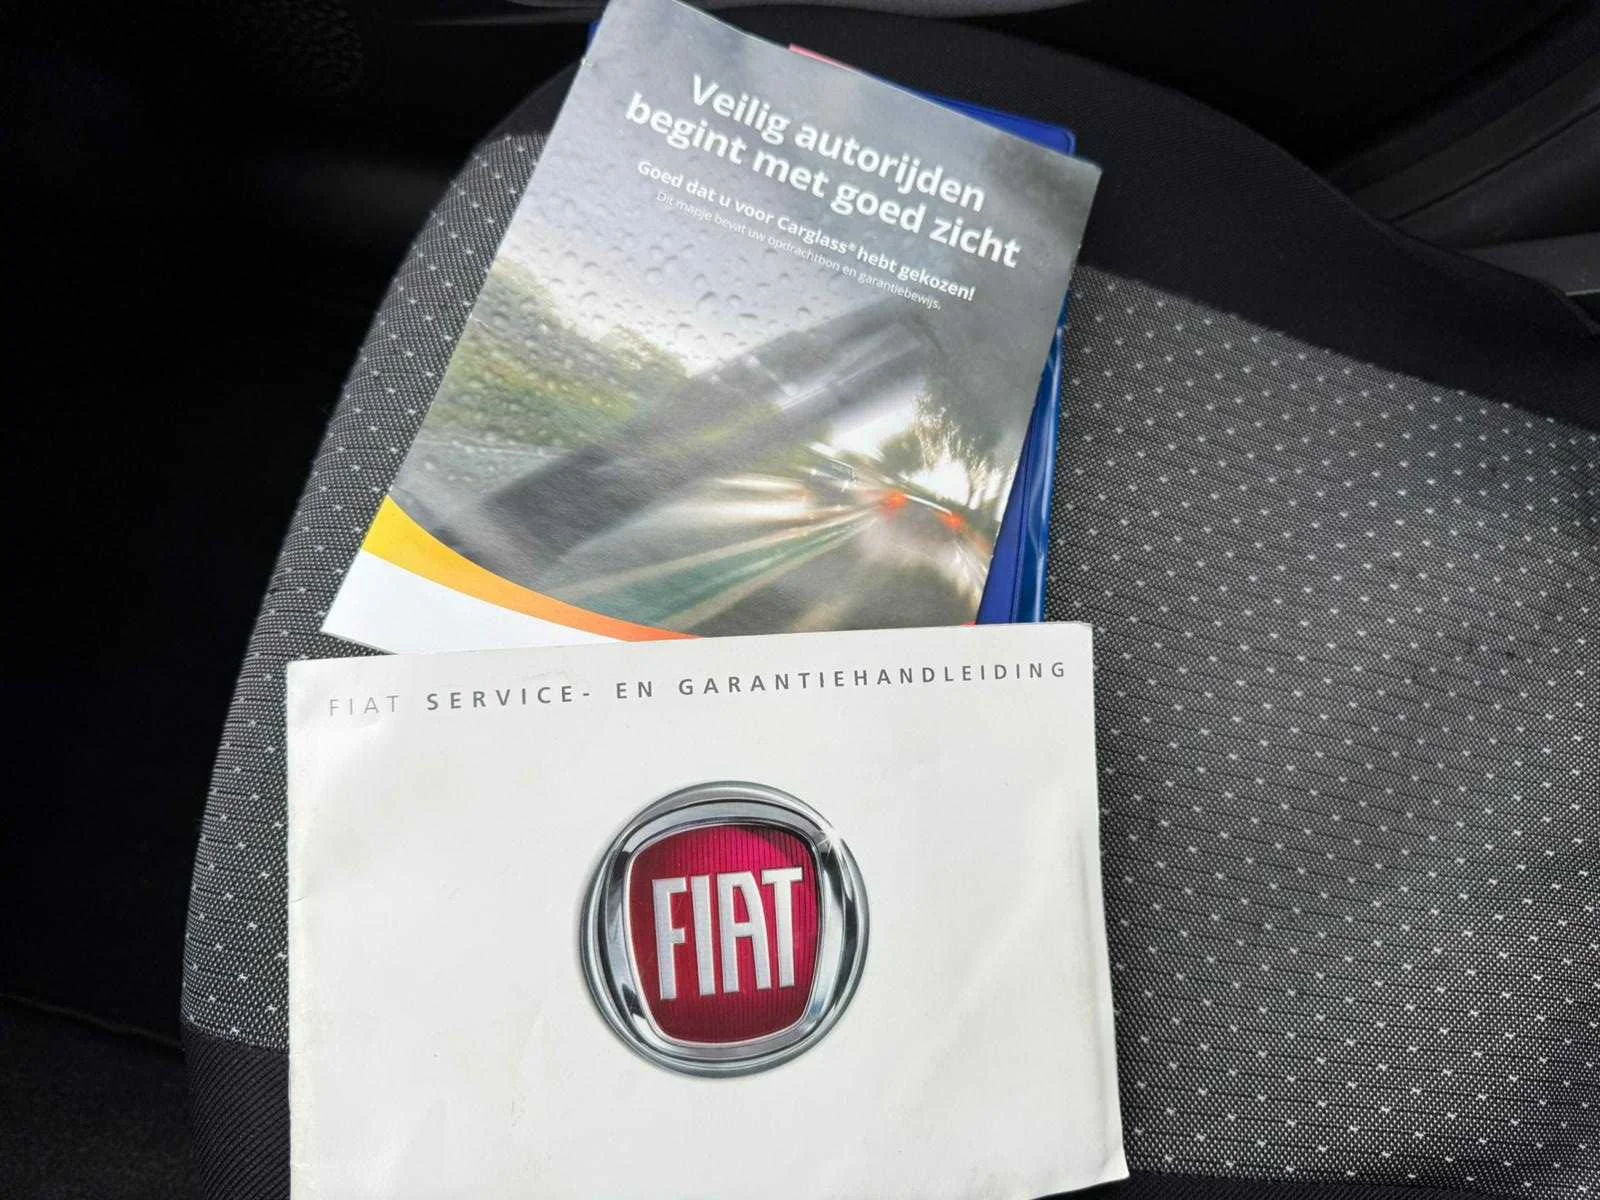 Veilig autorijden
begint met goed zicht
Goed dat u voor Carglass® hebt gekozen!
Dit mapje bevat uw opdrachtbon en garantiebewijs.
FIAT SERVICE- EN GARANTIEHANDLEIDING
FIAT